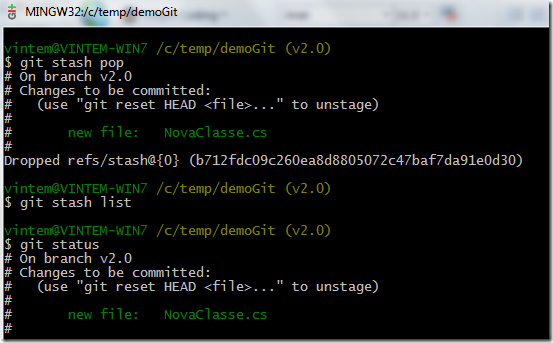 MINGW32:/c/temp/demoGit
vintem@VINTEM-WIN7 /c/temp/demoGit (v2.0)
$ git stash pop
# On branch v2.0
# Changes to be committed:
#   (use "git reset HEAD <file>..." to unstage)
#
#       new file:   NovaClasse.cs
#
Dropped refs/stash@{0} (b712fdc09c260ea8d8805072c47baf7da91e0d30)
vintem@VINTEM-WIN7 /c/temp/demoGit (v2.0)
$ git stash list
vintem@VINTEM-WIN7 /c/temp/demoGit (v2.0)
$ git status
# On branch v2.0
# Changes to be committed:
#   (use "git reset HEAD <file>..." to unstage)
#
#       new file:   NovaClasse.cs
#